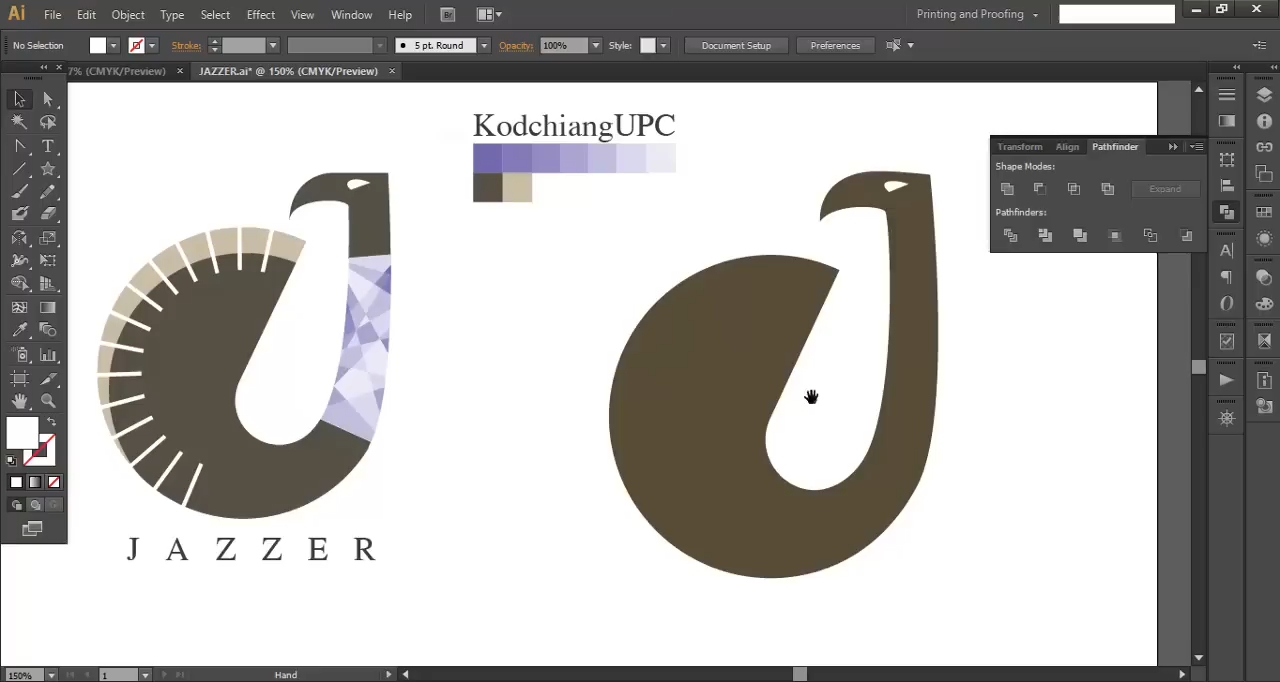 Ai File Edit Object Type Select Effect View Window Help Br Printing and Proofing
No Selection Stroke: 5 pt. Round Opacity: 100% Style: Document Setup Preferences
7% (CMYK/Preview) × JAZZER.ai* @ 150% (CMYK/Preview) ×
KodchiangUPC
Transform Align Pathfinder
Shape Modes:
Expand
Pathfinders:
J A Z Z E R
150% 1 Hand